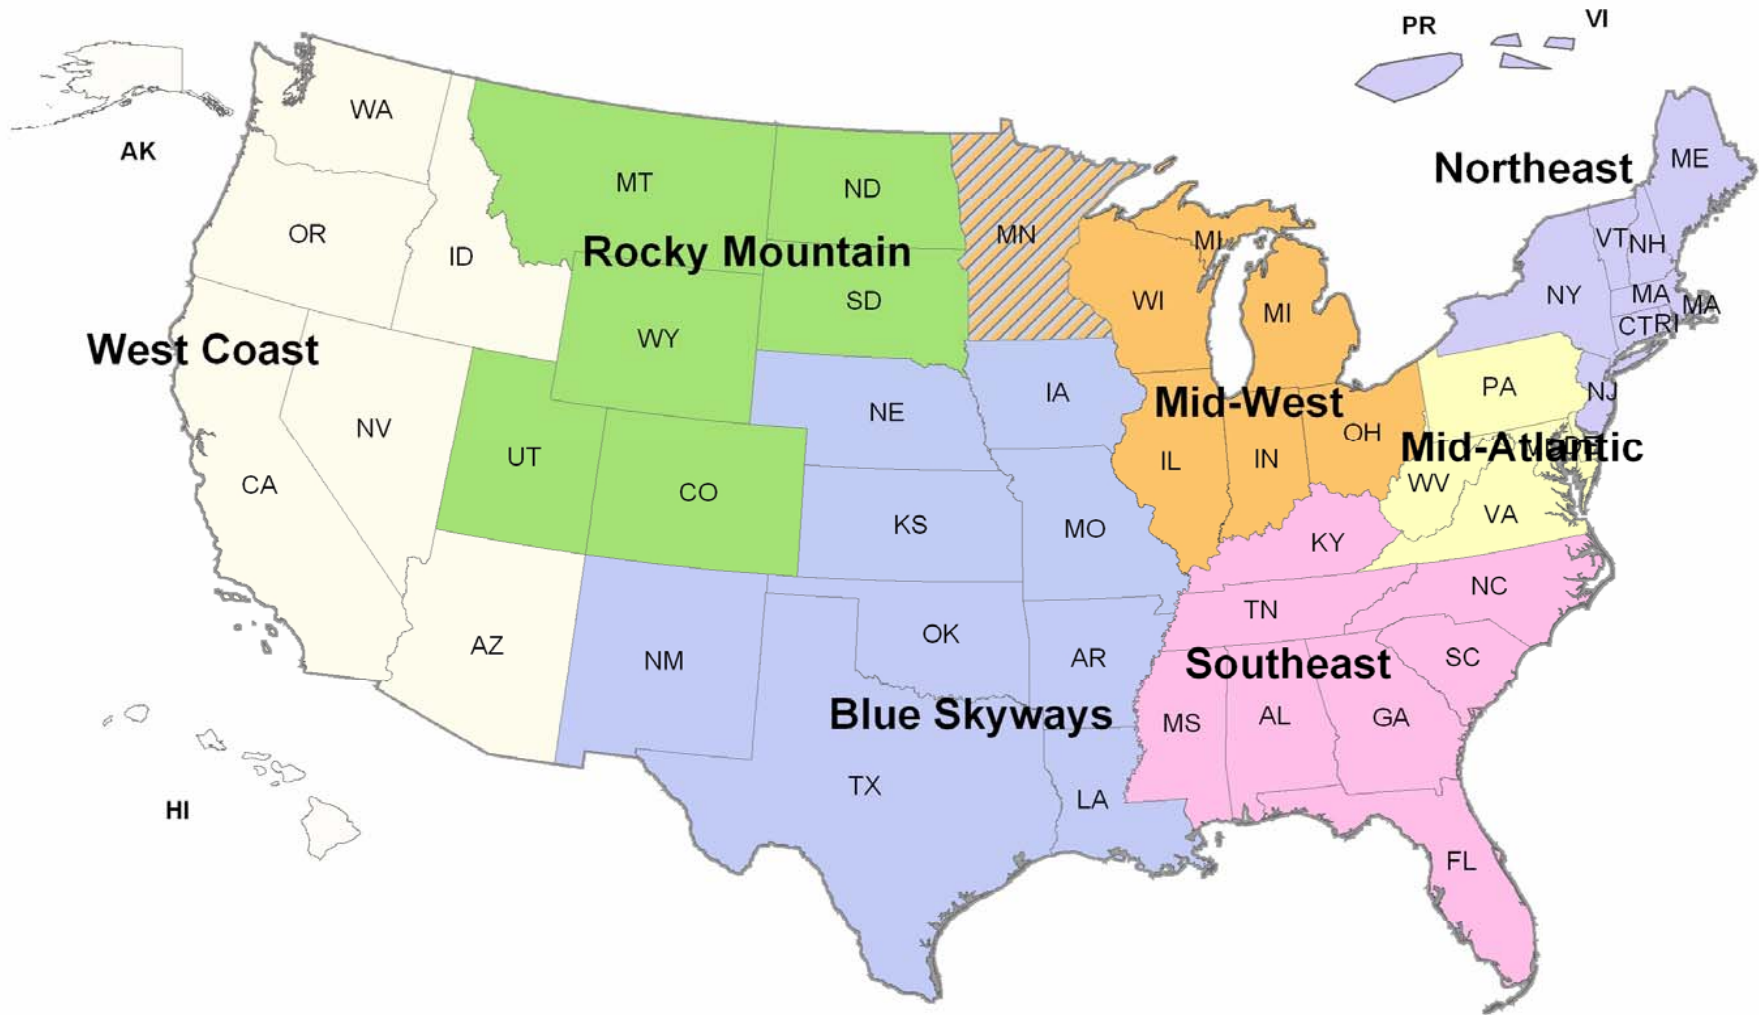 PR
VI
WA
AK
MT
ND
Northeast
ME
OR
ID
Rocky Mountain
MN
MI
VT
NH
SD
WI
MI
NY
MA
MA
CT
RI
West Coast
WY
NE
IA
Mid-West
PA
NJ
NV
UT
OH
Mid-Atlantic
CA
CO
IL
IN
WV
KS
MO
KY
VA
AZ
NM
OK
AR
TN
NC
Southeast
SC
Blue Skyways
MS
AL
GA
HI
TX
LA
FL